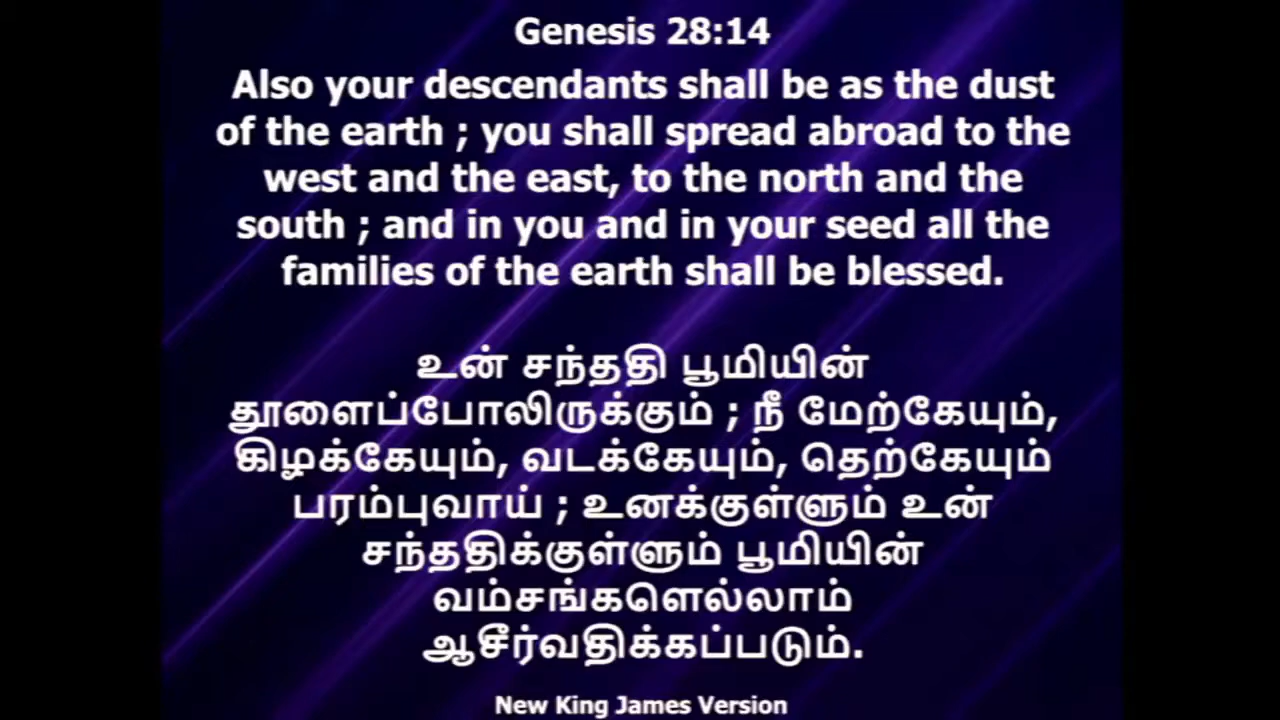 Genesis 28:14
Also your descendants shall be as the dust
of the earth ; you shall spread abroad to the
west and the east, to the north and the
south ; and in you and in your seed all the
families of the earth shall be blessed.
உன் சந்ததி பூமியின்
தூளைப்போலிருக்கும் ; நீ மேற்கேயும்,
கிழக்கேயும், வடக்கேயும், தெற்கேயும்
பரம்புவாய் ; உனக்குள்ளும் உன்
சந்ததிக்குள்ளும் பூமியின்
வம்சங்களெல்லாம்
ஆசீர்வதிக்கப்படும்.
New King James Version